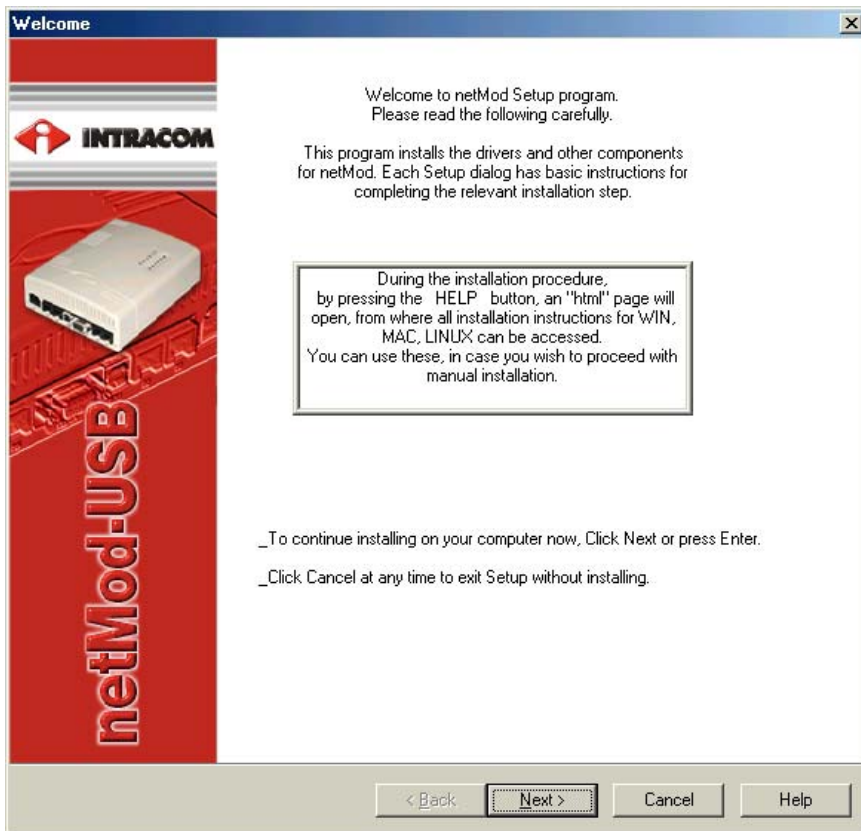 Welcome
INTRACOM
netMod-USB
Welcome to netMod Setup program.
Please read the following carefully.
This program installs the drivers and other components
for netMod. Each Setup dialog has basic instructions for
completing the relevant installation step.
During the installation procedure,
by pressing the HELP button, an "html" page will
open, from where all installation instructions for WIN,
MAC, LINUX can be accessed.
You can use these, in case you wish to proceed with
manual installation.
_To continue installing on your computer now, Click Next or press Enter.
_Click Cancel at any time to exit Setup without installing.
< Back Next > Cancel Help